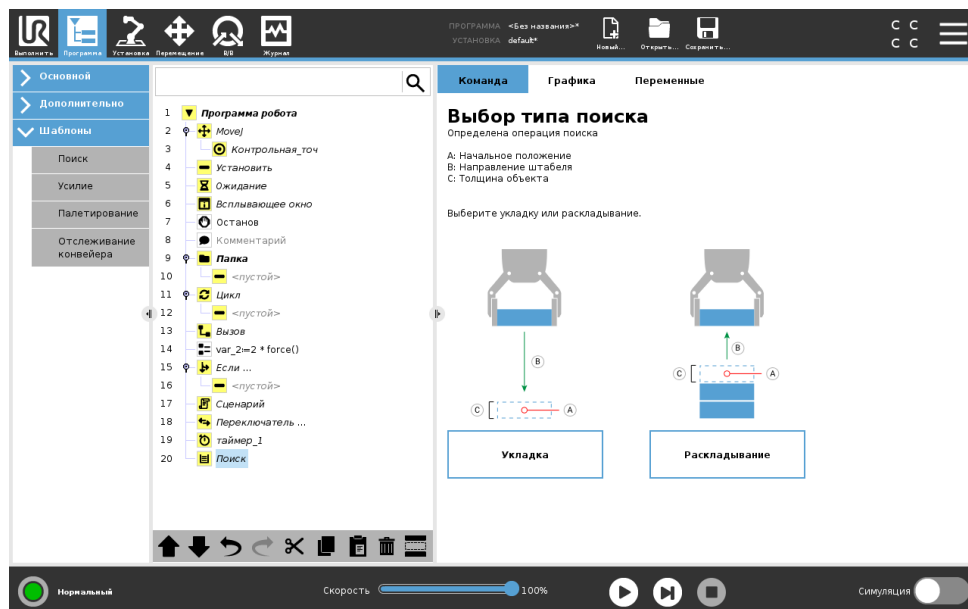 ПРОГРАММА <Без названия>*
УСТАНОВКА default*
Выполнить
Программа
Установка
Перемещение
В/В
Журнал
Новый...
Открыть...
Сохранить...
C C
C C
Основной
Дополнительно
Шаблоны
Поиск
Усилие
Палетирование
Отслеживание
конвейера
1 Программа робота
2 MoveJ
3 Контрольная_точ
4 Установить
5 Ожидание
6 Всплывающее окно
7 Останов
8 Комментарий
9 Папка
10 <пустой>
11 Цикл
12 <пустой>
13 Вызов
14 var_2≔2 * force()
15 Если ...
16 <пустой>
17 Сценарий
18 Переключатель ...
19 таймер_1
20 Поиск
Команда
Графика
Переменные
Выбор типа поиска
Определена операция поиска
A: Начальное положение
B: Направление штабеля
C: Толщина объекта
Выберите укладку или раскладывание.
B
C
A
B
C
A
Укладка
Раскладывание
Нормальный
Скорость
100%
Симуляция